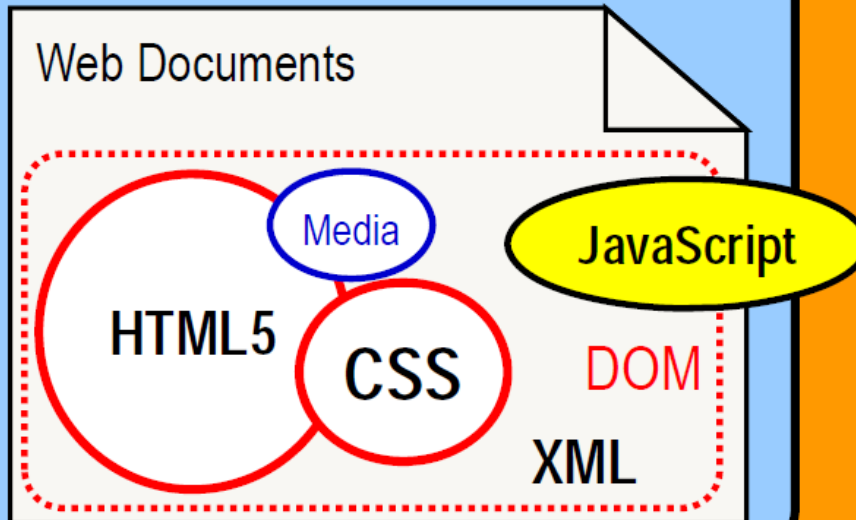 Web Documents
Media
JavaScript
HTML5
CSS
DOM
XML